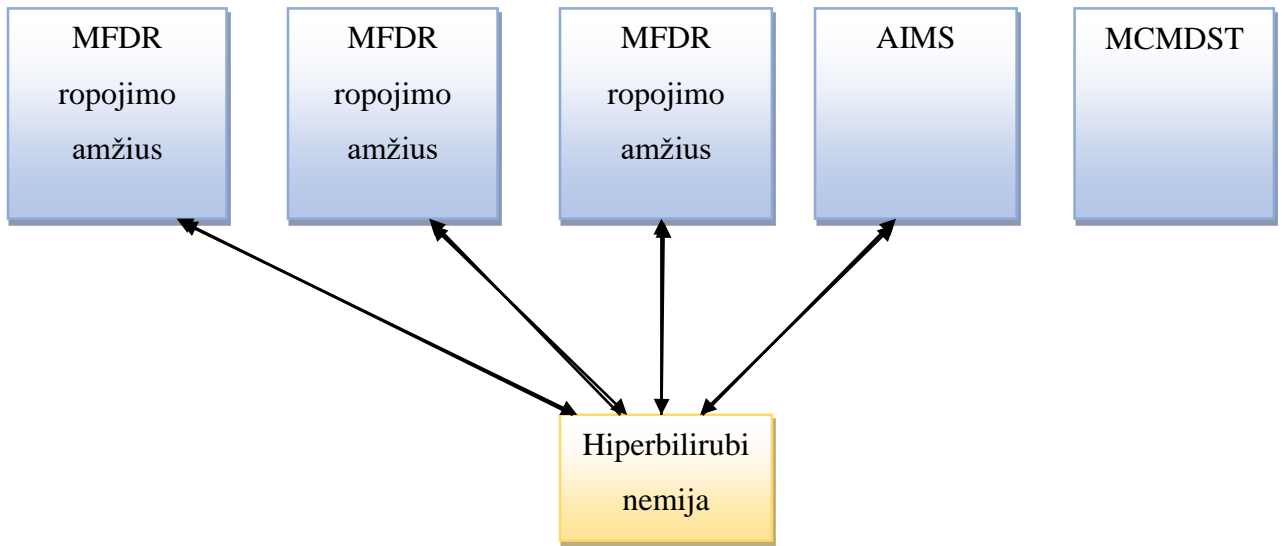 MFDR
ropojimo
amžius
MFDR
ropojimo
amžius
MFDR
ropojimo
amžius
AIMS
MCMDST
Hiperbilirubi
nemija